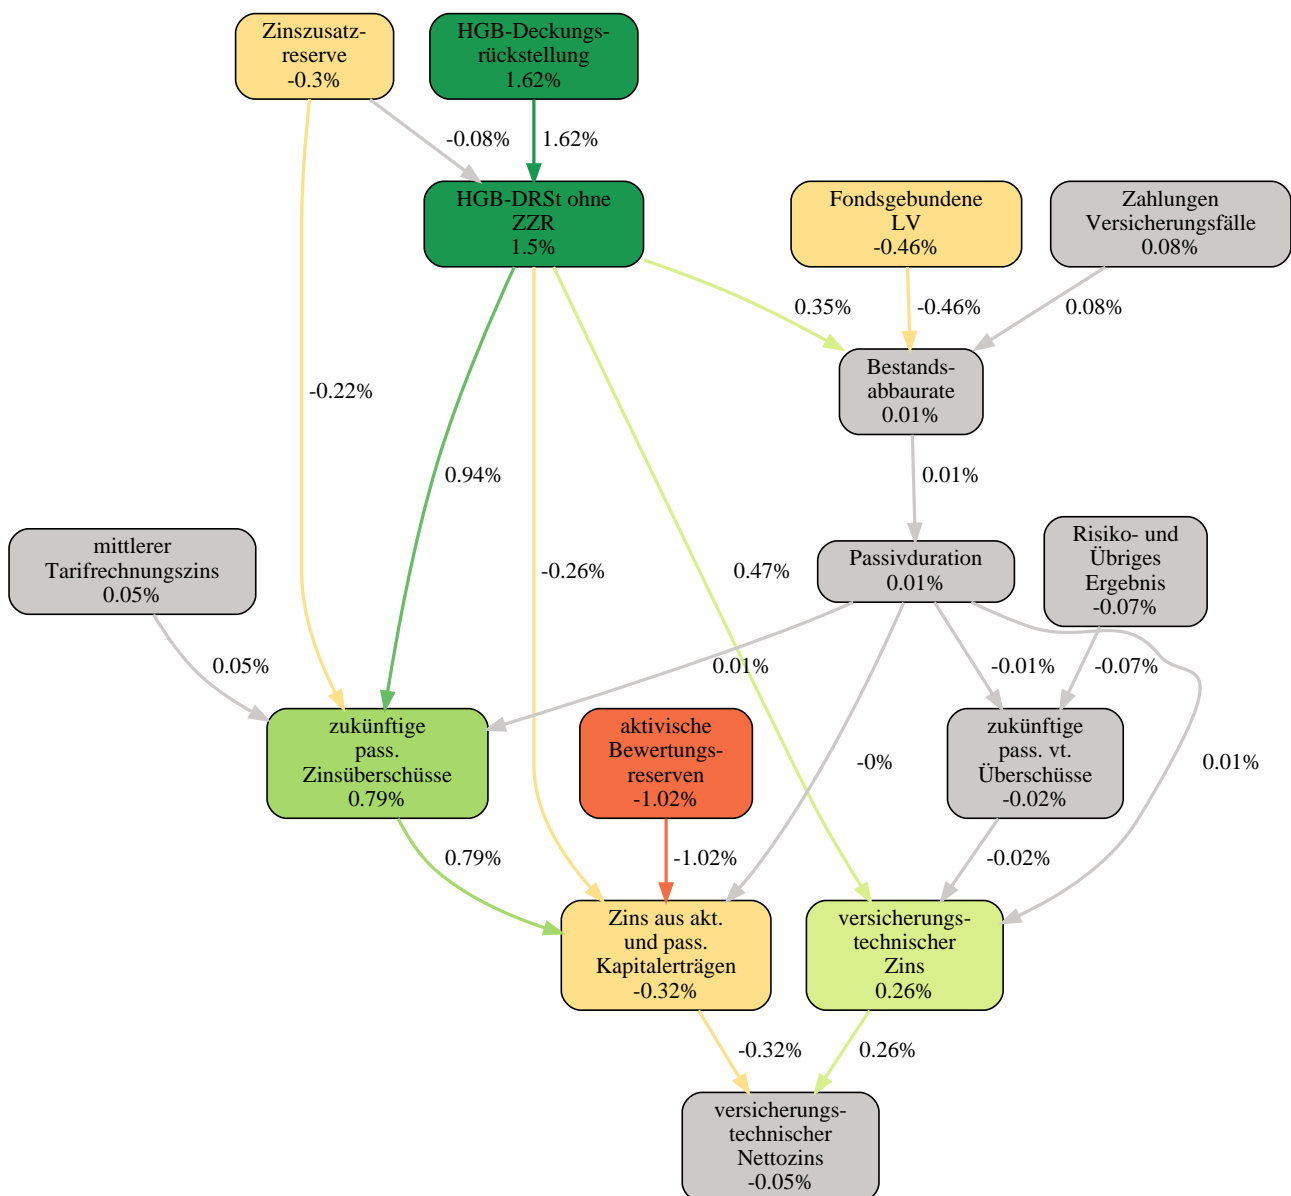 Zinszusatz-
reserve
-0.3%
HGB-Deckungs-
rückstellung
1.62%
-0.08%
1.62%
HGB-DRSt ohne
ZZR
1.5%
Fondsgebundene
LV
-0.46%
Zahlungen
Versicherungsfälle
0.08%
0.35%
-0.46%
0.08%
Bestands-
abbaurate
0.01%
-0.22%
0.94%
0.01%
mittlerer
Tarifrechnungszins
0.05%
-0.26%
0.47%
Passivduration
0.01%
Risiko- und
Übriges
Ergebnis
-0.07%
0.05%
0.01%
-0.01%
-0.07%
zukünftige
pass.
Zinsüberschüsse
0.79%
aktivische
Bewertungs-
reserven
-1.02%
-0%
zukünftige
pass. vt.
Überschüsse
-0.02%
0.01%
0.79%
-1.02%
-0.02%
Zins aus akt.
und pass.
Kapitalerträgen
-0.32%
versicherungs-
technischer
Zins
0.26%
-0.32%
0.26%
versicherungs-
technischer
Nettozins
-0.05%